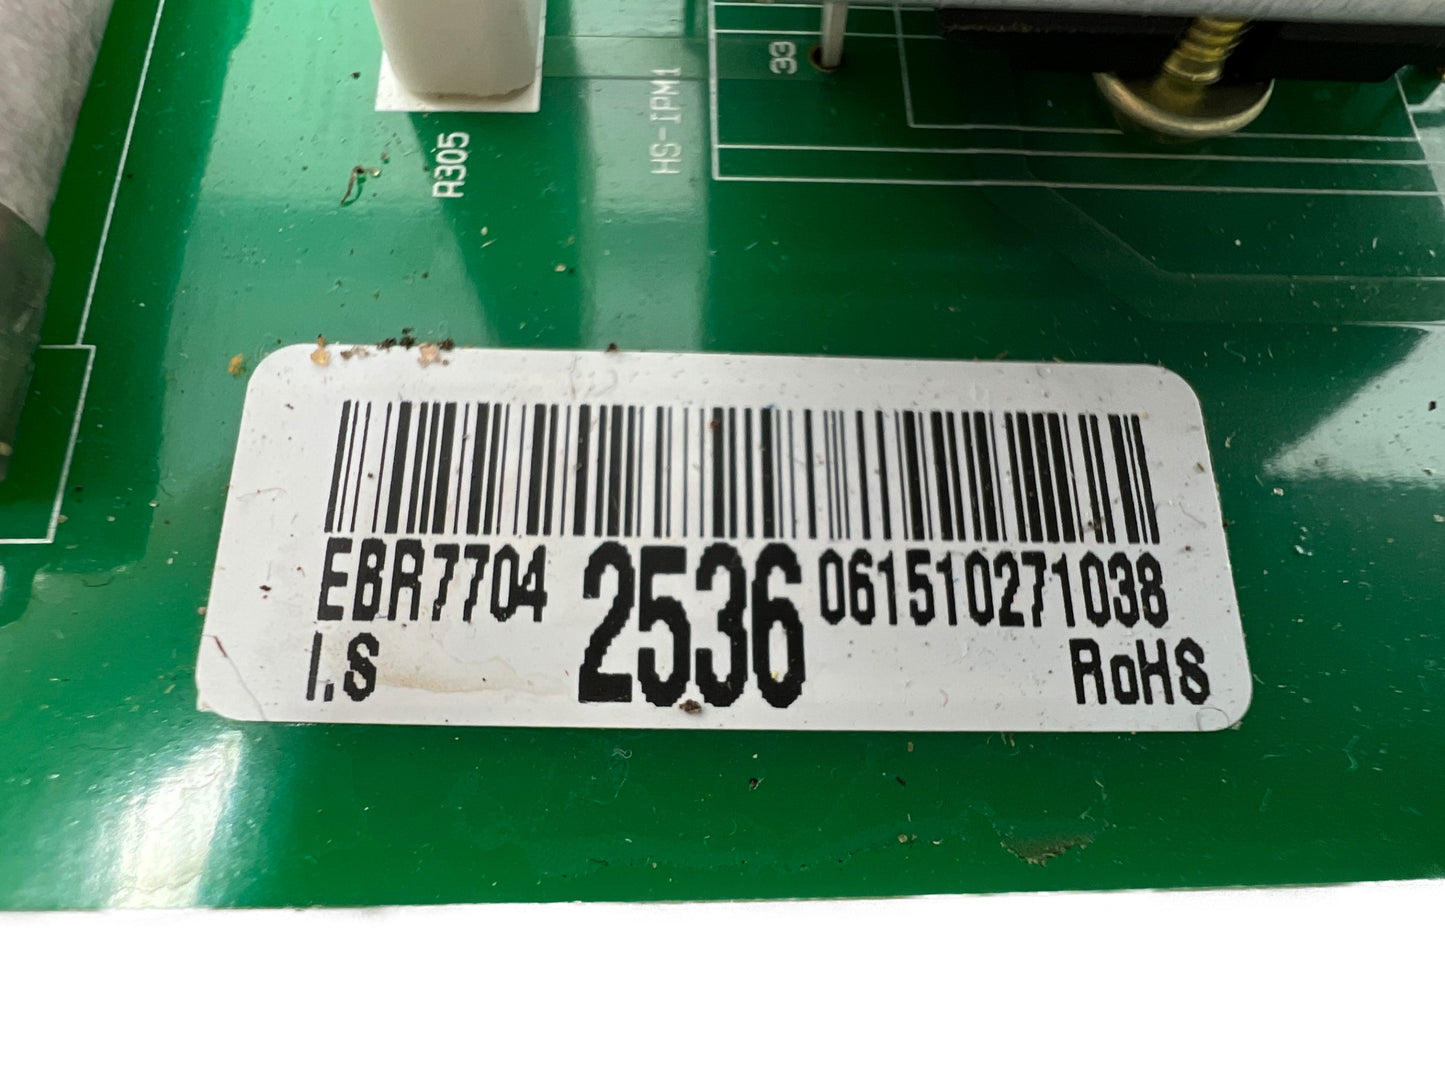 33
HS-IPM1
R305
EBR7704 2536 061510271038
I.S RoHS